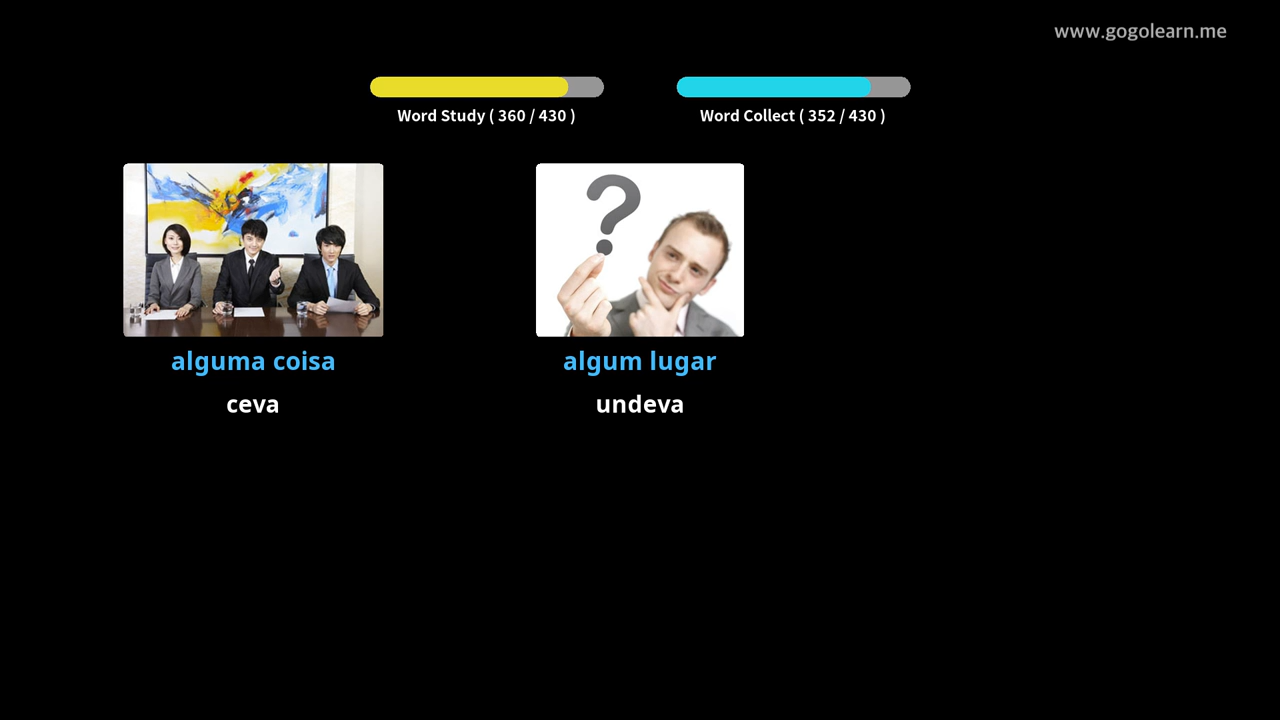 www.gogolearn.me
Word Study ( 360 / 430 )
Word Collect ( 352 / 430 )
alguma coisa
ceva
algum lugar
undeva